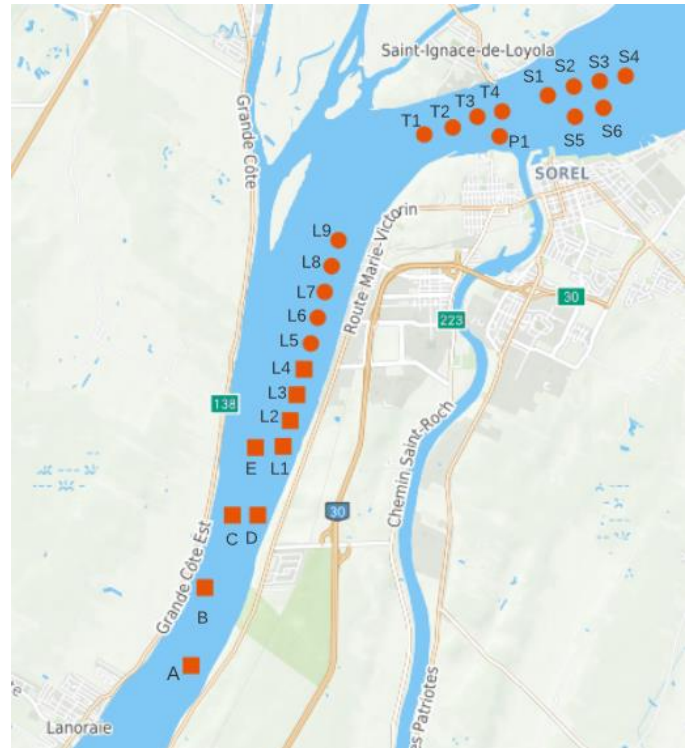 Saint-Ignace-de-Loyola
S4
S3
S2
S1
T4
T3
T2
T1
P1
S6
S5
SOREL
Grande Côte
Route Marie-Victorin
L9
L8
L7
L6
L5
L4
L3
L2
L1
E
30
223
138
Chemin Saint-Roch
30
C
D
Grande Côte Est
B
A
Lanoraie
es Patriotes
e